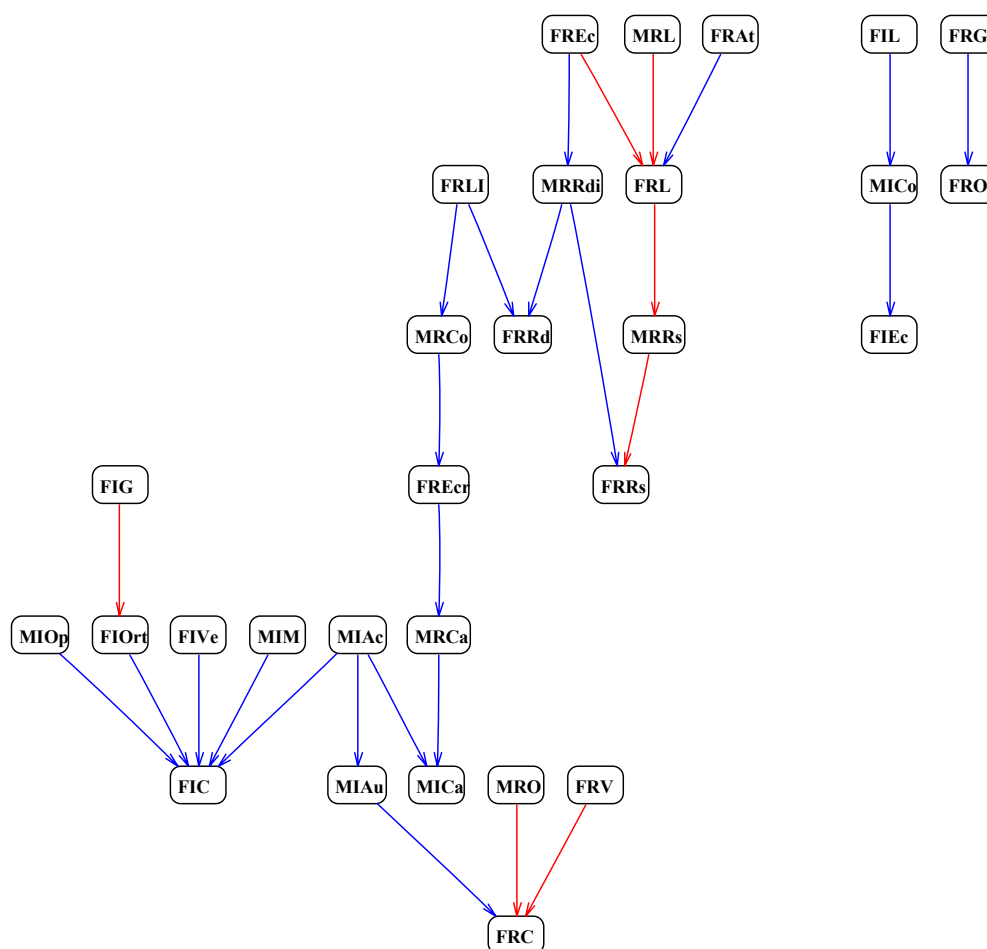 FREc MRL FRAt FIL FRG
FRLI MRRdi FRL MICo FRO
MRCo FRRd MRRs FIEc
FIG FREcr FRRs
MIOp FIOrt FIVe MIM MIAc MRCa
FIC MIAu MICa MRO FRV
FRC